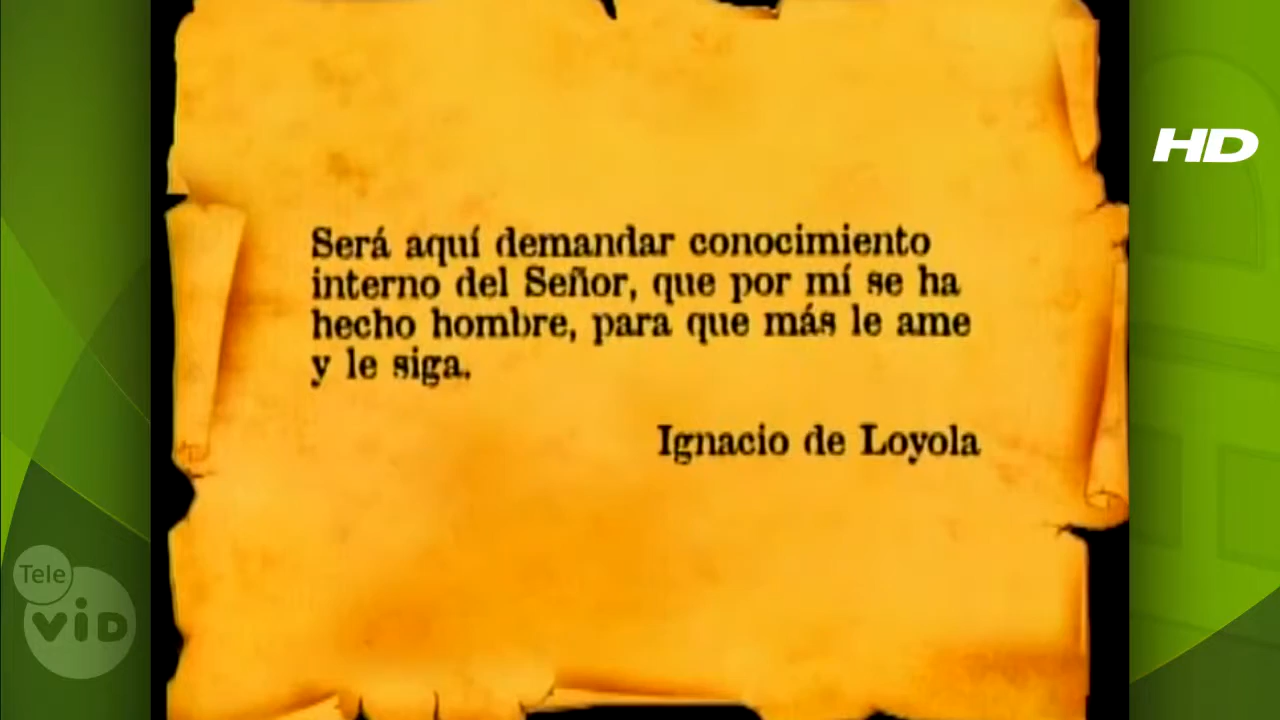 HD
Será aquí demandar conocimiento
interno del Señor, que por mí se ha
hecho hombre, para que más le ame
y le siga.
Ignacio de Loyola
Tele
ViD